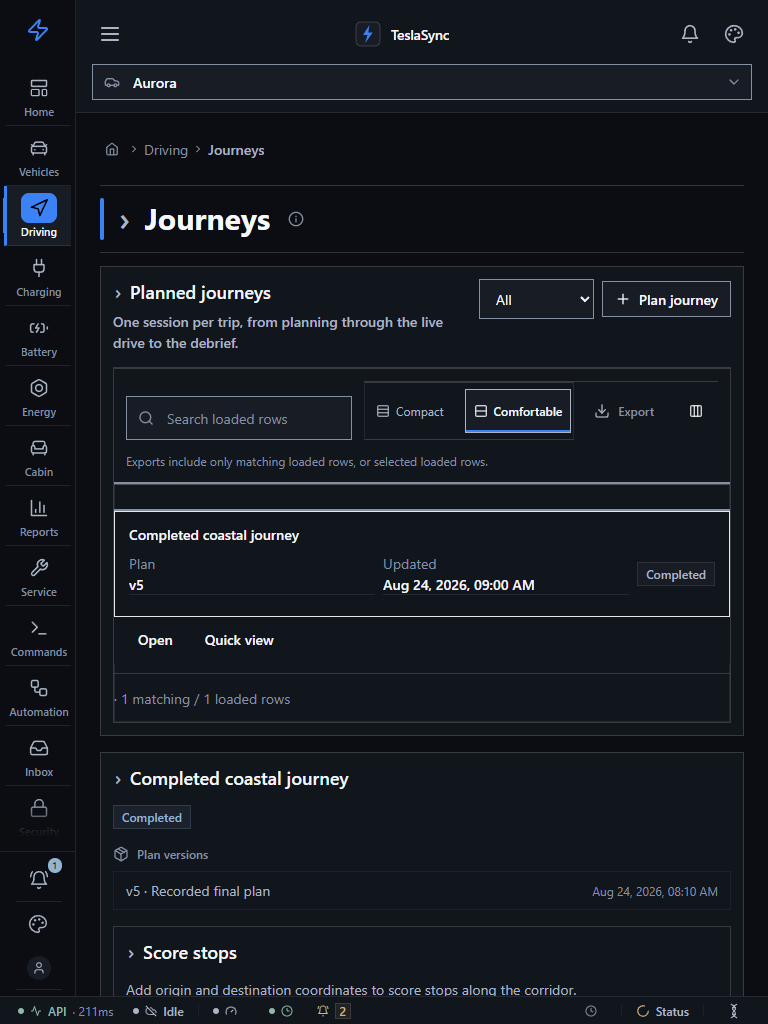 TeslaSync
Aurora
Home
Vehicles
Driving
Charging
Battery
Energy
Cabin
Reports
Service
Commands
Automation
Inbox
Security
1
Driving
Journeys
Journeys
Planned journeys
All
Plan journey
One session per trip, from planning through the live
drive to the debrief.
Search loaded rows
Compact
Comfortable
Export
Exports include only matching loaded rows, or selected loaded rows.
Completed coastal journey
Plan
v5
Updated
Aug 24, 2026, 09:00 AM
Completed
Open
Quick view
· 1 matching / 1 loaded rows
Completed coastal journey
Completed
Plan versions
v5 · Recorded final plan
Aug 24, 2026, 08:10 AM
Score stops
Add origin and destination coordinates to score stops along the corridor.
API · 211ms
Idle
2
Status